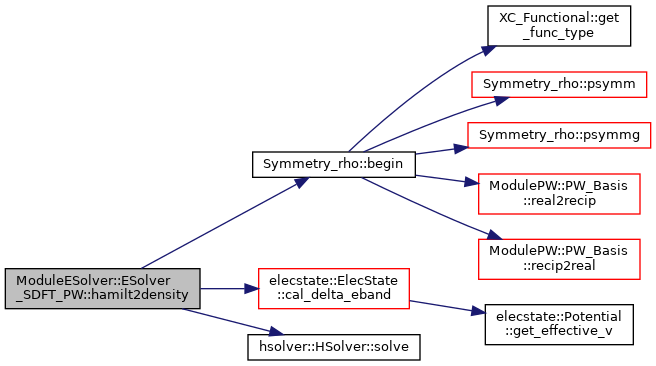 XC_Functional::get
_func_type
Symmetry_rho::psymm
Symmetry_rho::psymmg
Symmetry_rho::begin
ModulePW::PW_Basis
::real2recip
ModulePW::PW_Basis
::recip2real
ModuleESolver::ESolver
_SDFT_PW::hamilt2density
elecstate::ElecState
::cal_delta_eband
elecstate::Potential
::get_effective_v
hsolver::HSolver::solve